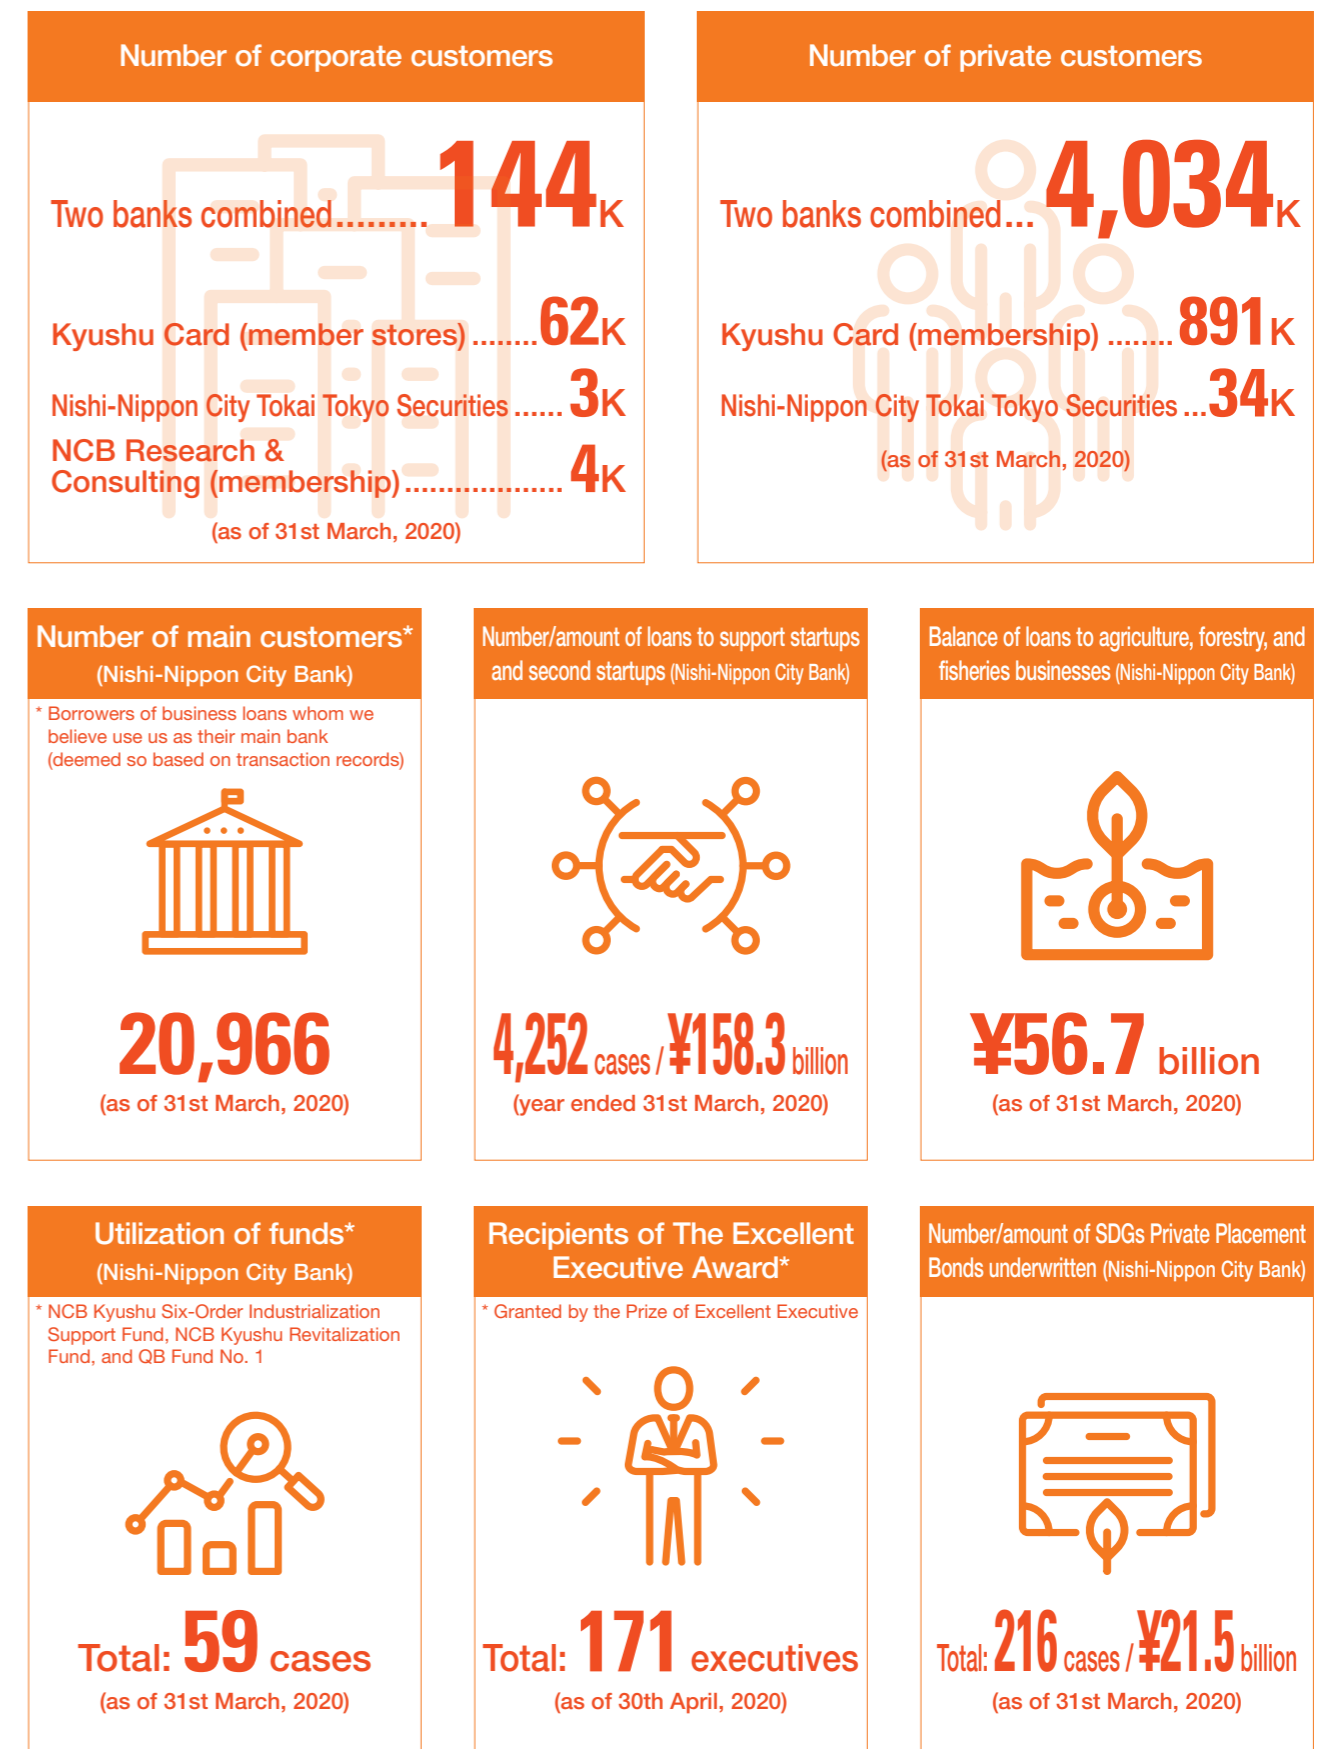 Number of corporate customers
Two banks combined......... 144K
Kyushu Card (member stores) ........ 62K
Nishi-Nippon City Tokai Tokyo Securities ...... 3K
NCB Research &
Consulting (membership) ................... 4K
(as of 31st March, 2020)
Number of private customers
Two banks combined... 4,034K
Kyushu Card (membership) ........ 891K
Nishi-Nippon City Tokai Tokyo Securities ... 34K
(as of 31st March, 2020)
Number of main customers*
(Nishi-Nippon City Bank)
* Borrowers of business loans whom we
believe use us as their main bank
(deemed so based on transaction records)
20,966
(as of 31st March, 2020)
Number/amount of loans to support startups
and second startups (Nishi-Nippon City Bank)
4,252 cases / ¥158.3 billion
(year ended 31st March, 2020)
Balance of loans to agriculture, forestry, and
fisheries businesses (Nishi-Nippon City Bank)
¥56.7 billion
(as of 31st March, 2020)
Utilization of funds*
(Nishi-Nippon City Bank)
* NCB Kyushu Six-Order Industrialization
Support Fund, NCB Kyushu Revitalization
Fund, and QB Fund No. 1
Total: 59 cases
(as of 31st March, 2020)
Recipients of The Excellent
Executive Award*
* Granted by the Prize of Excellent Executive
Total: 171 executives
(as of 30th April, 2020)
Number/amount of SDGs Private Placement
Bonds underwritten (Nishi-Nippon City Bank)
Total: 216 cases / ¥21.5 billion
(as of 31st March, 2020)